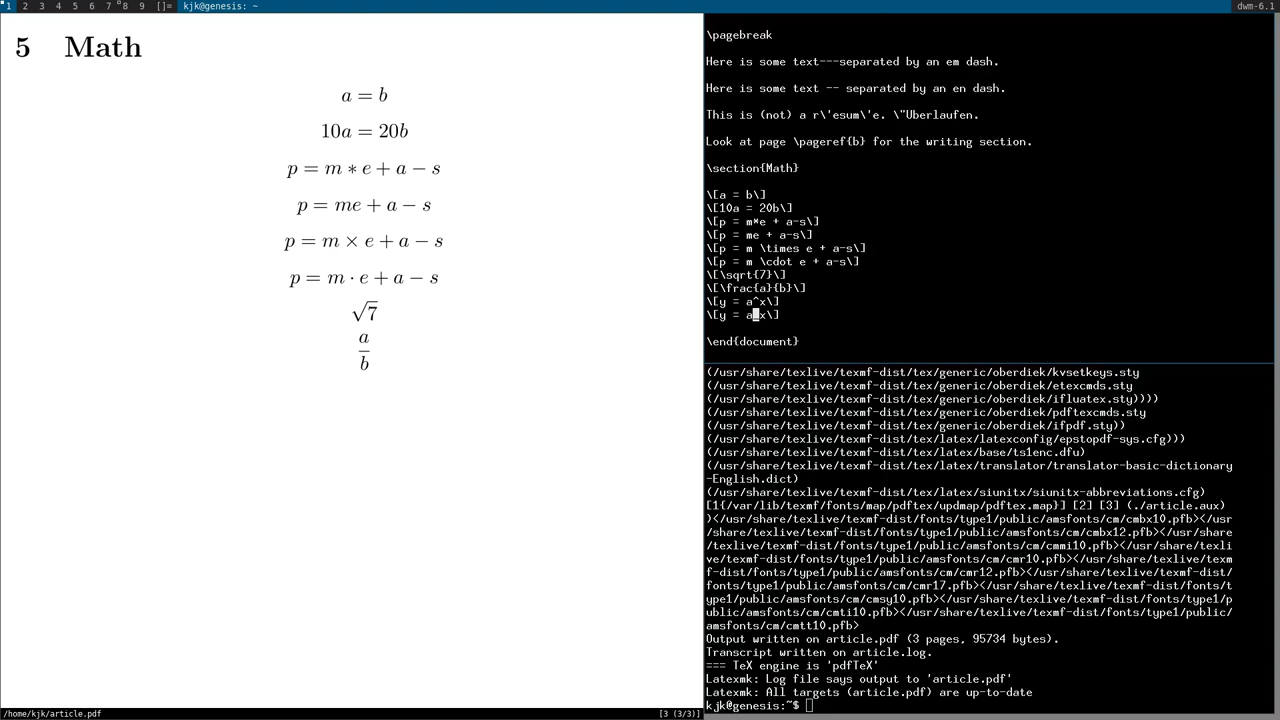 1 2 3 4 5 6 7 8 9 []= kjk@genesis: ~ dwm-6.1
5 Math
a = b
10a = 20b
p = m ∗ e + a − s
p = me + a − s
p = m × e + a − s
p = m · e + a − s
√7
a
b
/home/kjk/article.pdf [3 (3/3)]
\pagebreak
Here is some text---separated by an em dash.
Here is some text -- separated by an en dash.
This is (not) a r\'esum\'e. \"Uberlaufen.
Look at page \pageref{b} for the writing section.
\section{Math}
\[a = b\]
\[10a = 20b\]
\[p = m*e + a-s\]
\[p = me + a-s\]
\[p = m \times e + a-s\]
\[p = m \cdot e + a-s\]
\[\sqrt{7}\]
\[\frac{a}{b}\]
\[y = a^x\]
\[y = a_x\]
\end{document}
(/usr/share/texlive/texmf-dist/tex/generic/oberdiek/kvsetkeys.sty
(/usr/share/texlive/texmf-dist/tex/generic/oberdiek/etexcmds.sty
(/usr/share/texlive/texmf-dist/tex/generic/oberdiek/ifluatex.sty))))
(/usr/share/texlive/texmf-dist/tex/generic/oberdiek/pdftexcmds.sty
(/usr/share/texlive/texmf-dist/tex/generic/oberdiek/ifpdf.sty))
(/usr/share/texlive/texmf-dist/tex/latex/latexconfig/epstopdf-sys.cfg)))
(/usr/share/texlive/texmf-dist/tex/latex/base/ts1enc.dfu)
(/usr/share/texlive/texmf-dist/tex/latex/translator/translator-basic-dictionary
-English.dict)
(/usr/share/texlive/texmf-dist/tex/latex/siunitx/siunitx-abbreviations.cfg)
[1{/var/lib/texmf/fonts/map/pdftex/updmap/pdftex.map}] [2] [3] (./article.aux)
)</usr/share/texlive/texmf-dist/fonts/type1/public/amsfonts/cm/cmbx10.pfb></usr
/share/texlive/texmf-dist/fonts/type1/public/amsfonts/cm/cmbx12.pfb></usr/share
/texlive/texmf-dist/fonts/type1/public/amsfonts/cm/cmmi10.pfb></usr/share/texli
ve/texmf-dist/fonts/type1/public/amsfonts/cm/cmr10.pfb></usr/share/texlive/texm
f-dist/fonts/type1/public/amsfonts/cm/cmr12.pfb></usr/share/texlive/texmf-dist/
fonts/type1/public/amsfonts/cm/cmr17.pfb></usr/share/texlive/texmf-dist/fonts/t
ype1/public/amsfonts/cm/cmsy10.pfb></usr/share/texlive/texmf-dist/fonts/type1/p
ublic/amsfonts/cm/cmti10.pfb></usr/share/texlive/texmf-dist/fonts/type1/public/
amsfonts/cm/cmtt10.pfb>
Output written on article.pdf (3 pages, 95734 bytes).
Transcript written on article.log.
=== TeX engine is 'pdfTeX'
Latexmk: Log file says output to 'article.pdf'
Latexmk: All targets (article.pdf) are up-to-date
kjk@genesis:~$